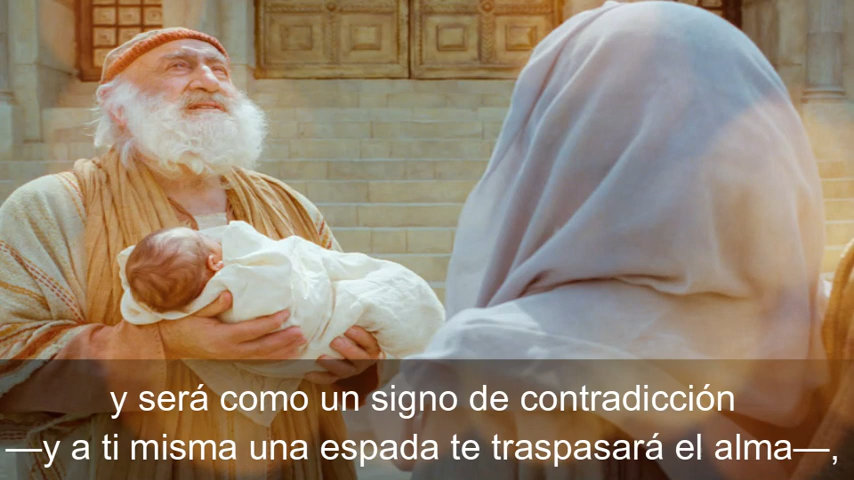 y será como un signo de contradicción
—y a ti misma una espada te traspasará el alma—,